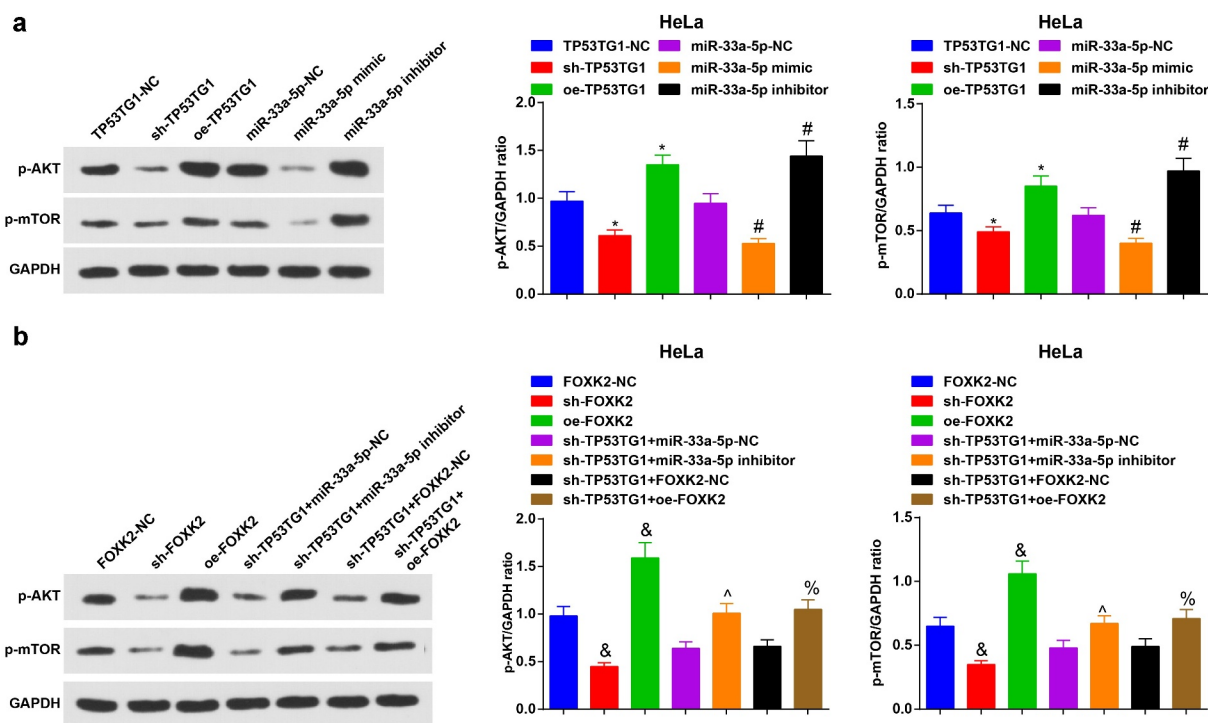 a
TP53TG1-NC
sh-TP53TG1
oe-TP53TG1
miR-33a-5p-NC
miR-33a-5p mimic
miR-33a-5p inhibitor
p-AKT
p-mTOR
GAPDH
HeLa
TP53TG1-NC miR-33a-5p-NC
sh-TP53TG1 miR-33a-5p mimic
oe-TP53TG1 miR-33a-5p inhibitor
p-AKT/GAPDH ratio
2.0
1.5
1.0
0.5
0.0
* * # #
HeLa
TP53TG1-NC miR-33a-5p-NC
sh-TP53TG1 miR-33a-5p mimic
oe-TP53TG1 miR-33a-5p inhibitor
p-mTOR/GAPDH ratio
1.5
1.0
0.5
0.0
* * # #
b
FOXK2-NC
sh-FOXK2
oe-FOXK2
sh-TP53TG1+miR-33a-5p-NC
sh-TP53TG1+miR-33a-5p inhibitor
sh-TP53TG1+FOXK2-NC
sh-TP53TG1+
oe-FOXK2
p-AKT
p-mTOR
GAPDH
HeLa
FOXK2-NC
sh-FOXK2
oe-FOXK2
sh-TP53TG1+miR-33a-5p-NC
sh-TP53TG1+miR-33a-5p inhibitor
sh-TP53TG1+FOXK2-NC
sh-TP53TG1+oe-FOXK2
p-AKT/GAPDH ratio
2.0
1.5
1.0
0.5
0.0
& & ^ %
HeLa
FOXK2-NC
sh-FOXK2
oe-FOXK2
sh-TP53TG1+miR-33a-5p-NC
sh-TP53TG1+miR-33a-5p inhibitor
sh-TP53TG1+FOXK2-NC
sh-TP53TG1+oe-FOXK2
p-mTOR/GAPDH ratio
1.5
1.0
0.5
0.0
& & ^ %